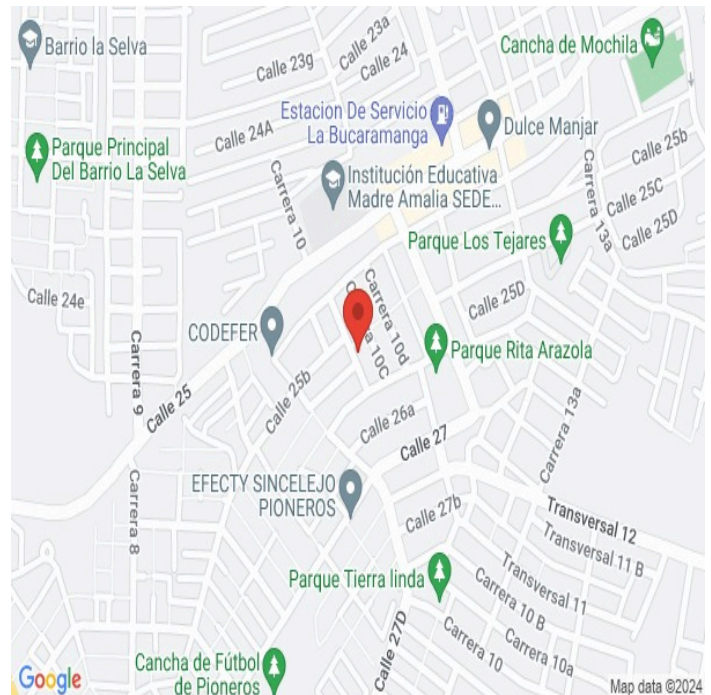 Barrio la Selva
Calle 23g
Calle 23a
Calle 24
Cancha de Mochila
Estacion De Servicio
La Bucaramanga
Dulce Manjar
Calle 24A
Parque Principal
Del Barrio La Selva
Carrera 10
Institución Educativa
Madre Amalia SEDE...
Calle 25b
Carrera 13a
Calle 25C
Calle 25D
Parque Los Tejares
Calle 24e
Carrera 10d
Calle 25D
CODEFER
10C
Parque Rita Arazola
Carrera 9
Calle 25
Calle 25b
Calle 26a
Carrera 13a
Calle 27
Carrera 8
EFECTY SINCELEJO
PIONEROS
Calle 27b
Transversal 12
Transversal 11 B
Transversal 11
Parque Tierra linda
Carrera 10 B
Carrera 10a
Carrera 10
Calle 27D
Cancha de Fútbol
de Pioneros
Google
Map data ©2024